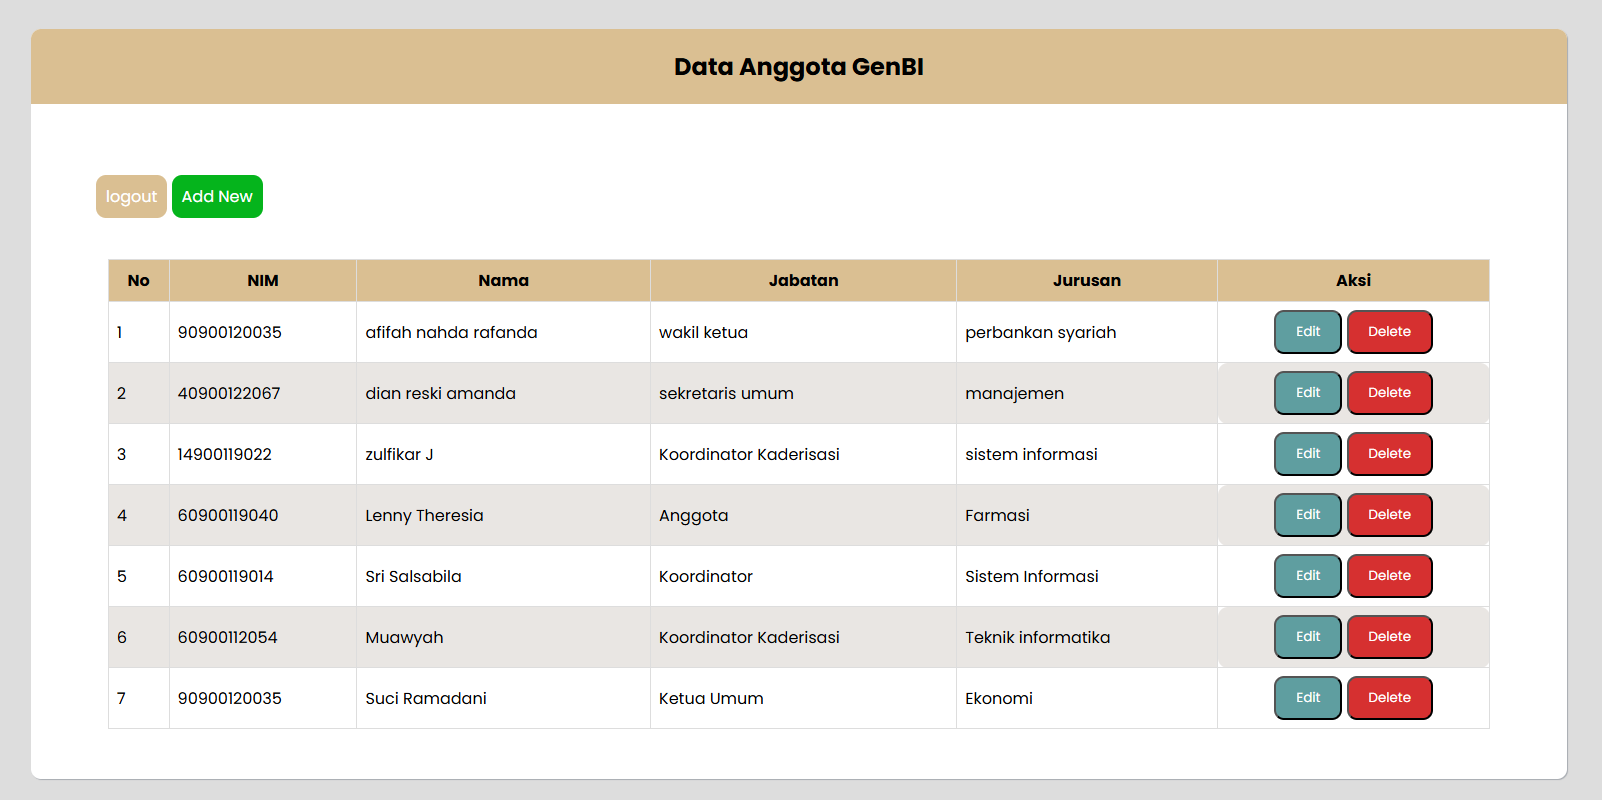 Data Anggota GenBI
logout Add New
No NIM Nama Jabatan Jurusan Aksi
1 90900120035 afifah nahda rafanda wakil ketua perbankan syariah Edit Delete
2 40900122067 dian reski amanda sekretaris umum manajemen Edit Delete
3 14900119022 zulfikar J Koordinator Kaderisasi sistem informasi Edit Delete
4 60900119040 Lenny Theresia Anggota Farmasi Edit Delete
5 60900119014 Sri Salsabila Koordinator Sistem Informasi Edit Delete
6 60900112054 Muawyah Koordinator Kaderisasi Teknik informatika Edit Delete
7 90900120035 Suci Ramadani Ketua Umum Ekonomi Edit Delete